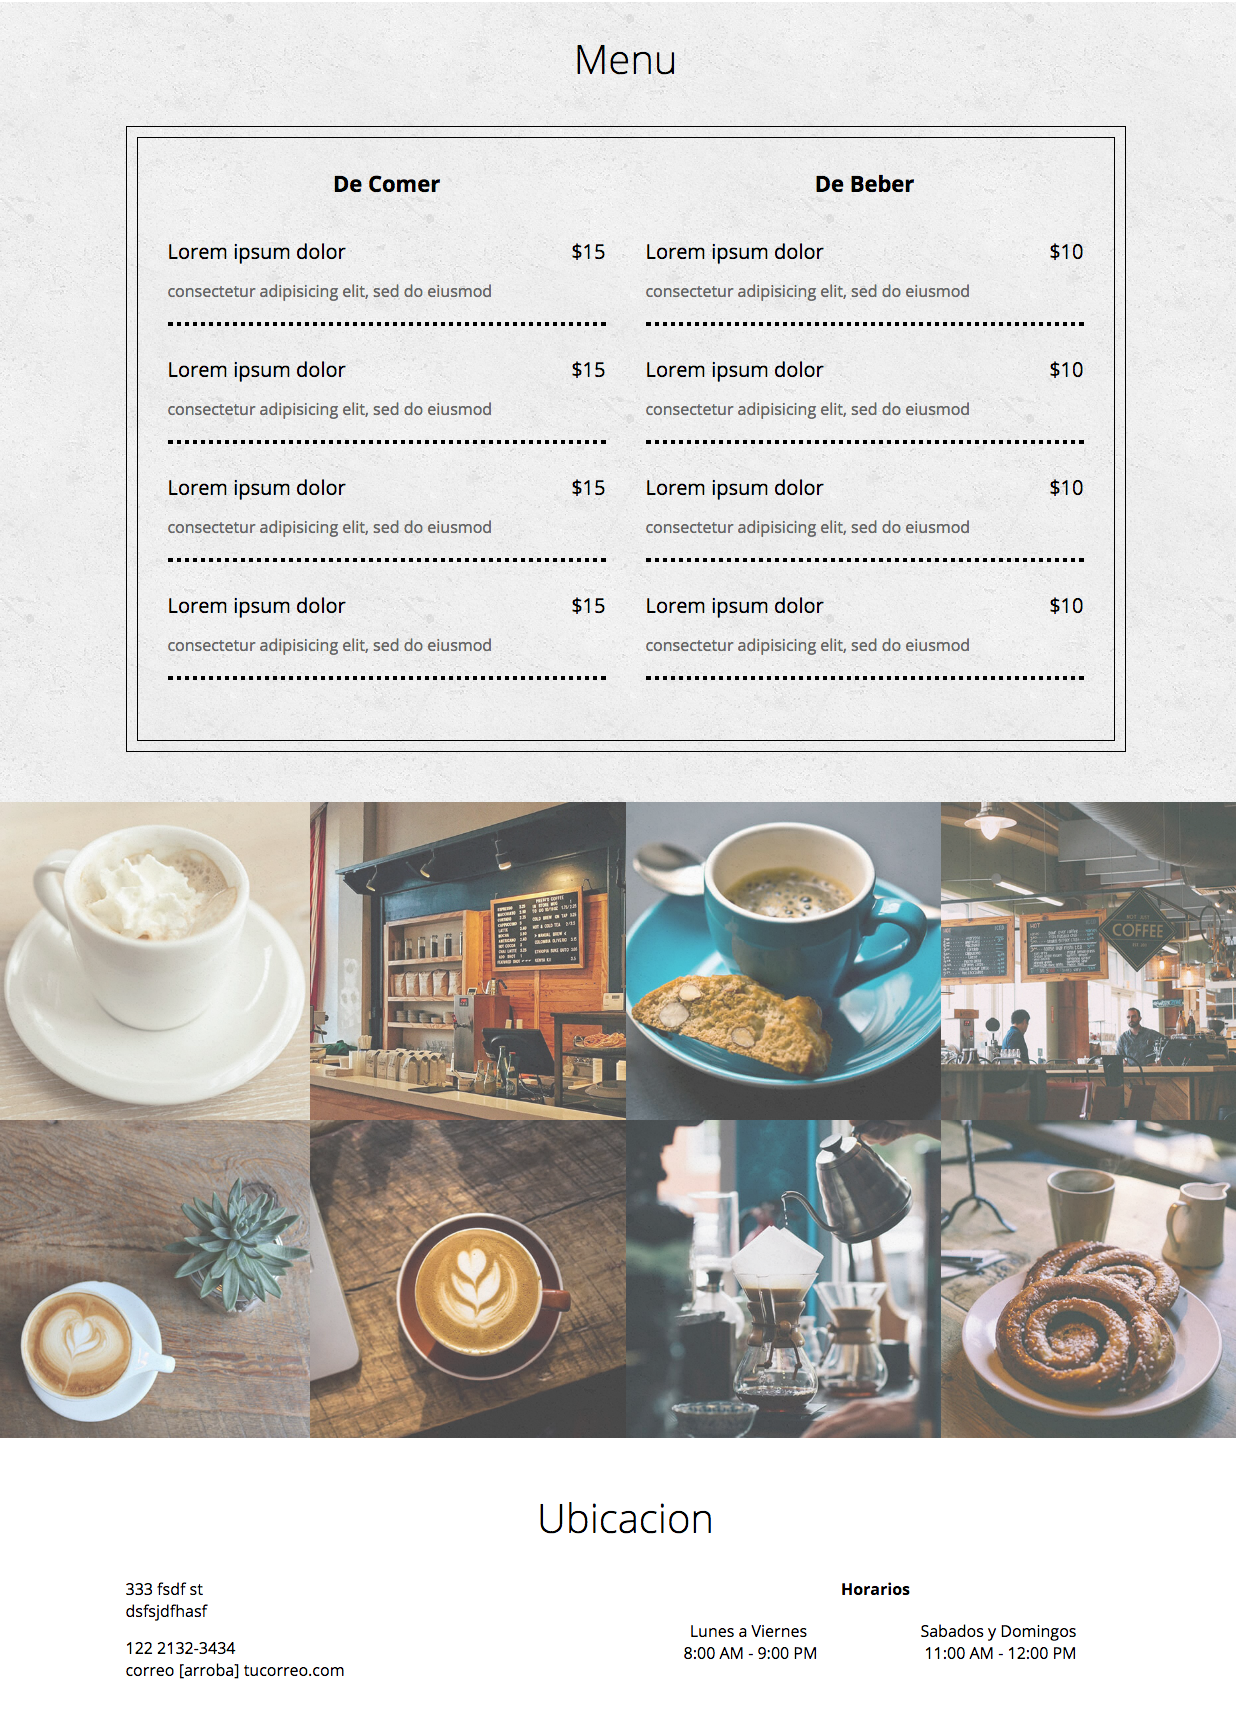 Menu
De Comer
Lorem ipsum dolor $15
consectetur adipisicing elit, sed do eiusmod
Lorem ipsum dolor $15
consectetur adipisicing elit, sed do eiusmod
Lorem ipsum dolor $15
consectetur adipisicing elit, sed do eiusmod
Lorem ipsum dolor $15
consectetur adipisicing elit, sed do eiusmod
De Beber
Lorem ipsum dolor $10
consectetur adipisicing elit, sed do eiusmod
Lorem ipsum dolor $10
consectetur adipisicing elit, sed do eiusmod
Lorem ipsum dolor $10
consectetur adipisicing elit, sed do eiusmod
Lorem ipsum dolor $10
consectetur adipisicing elit, sed do eiusmod
COFFEE
Ubicacion
333 fsdf st
dsfsjdfhasf
122 2132-3434
correo [arroba] tucorreo.com
Horarios
Lunes a Viernes
8:00 AM - 9:00 PM
Sabados y Domingos
11:00 AM - 12:00 PM